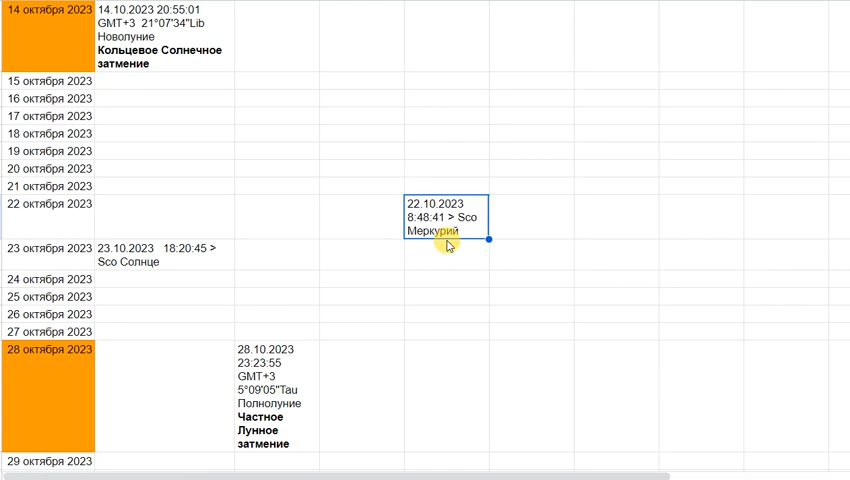 14 октября 2023
14.10.2023 20:55:01
GMT+3 21°07'34"Lib
Новолуние
Кольцевое Солнечное
затмение
15 октября 2023
16 октября 2023
17 октября 2023
18 октября 2023
19 октября 2023
20 октября 2023
21 октября 2023
22 октября 2023
22.10.2023
8:48:41 > Sco
Меркурий
23 октября 2023
23.10.2023 18:20:45 >
Sco Солнце
24 октября 2023
25 октября 2023
26 октября 2023
27 октября 2023
28 октября 2023
28.10.2023
23:23:55
GMT+3
5°09'05"Tau
Полнолуние
Частное
Лунное
затмение
29 октября 2023